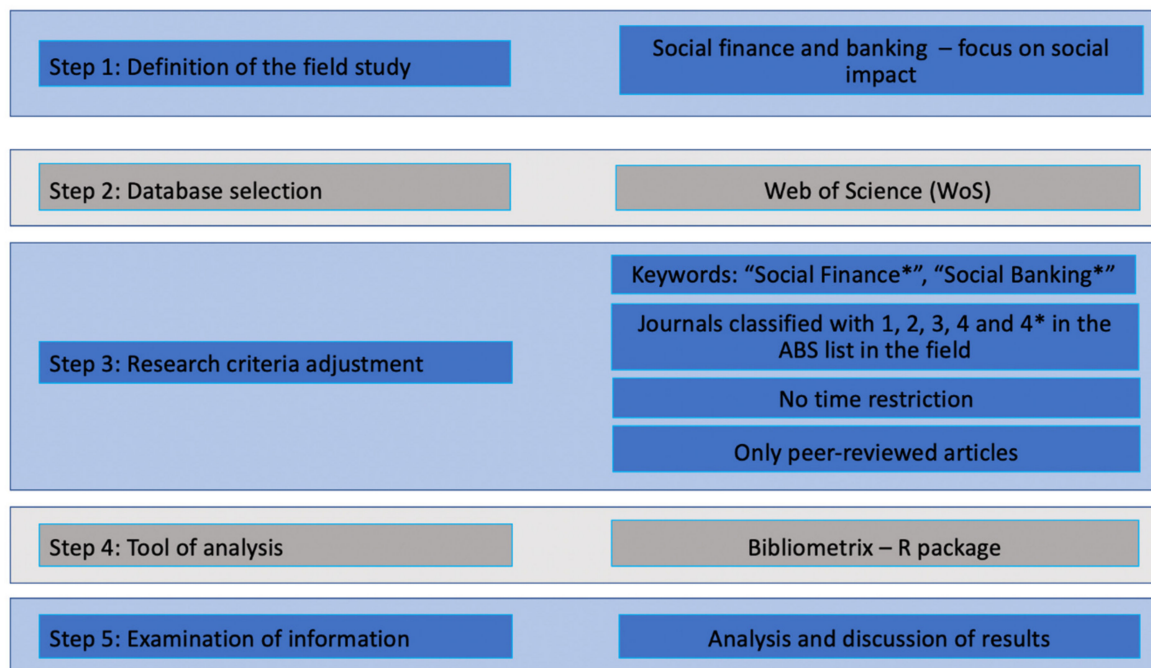 Step 1: Definition of the field study
Social finance and banking – focus on social
impact
Step 2: Database selection
Web of Science (WoS)
Step 3: Research criteria adjustment
Keywords: “Social Finance*”, “Social Banking*”
Journals classified with 1, 2, 3, 4 and 4* in the
ABS list in the field
No time restriction
Only peer-reviewed articles
Step 4: Tool of analysis
Bibliometrix – R package
Step 5: Examination of information
Analysis and discussion of results